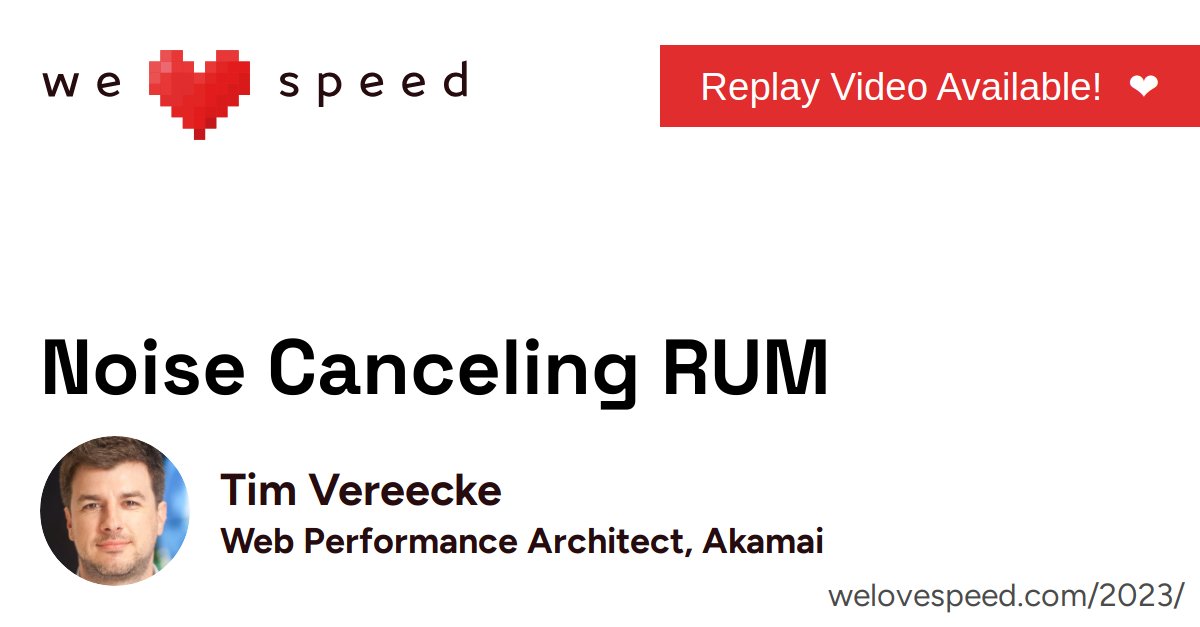 we ❤ speed
Replay Video Available! ❤
Noise Canceling RUM
Tim Vereecke
Web Performance Architect, Akamai
welovespeed.com/2023/